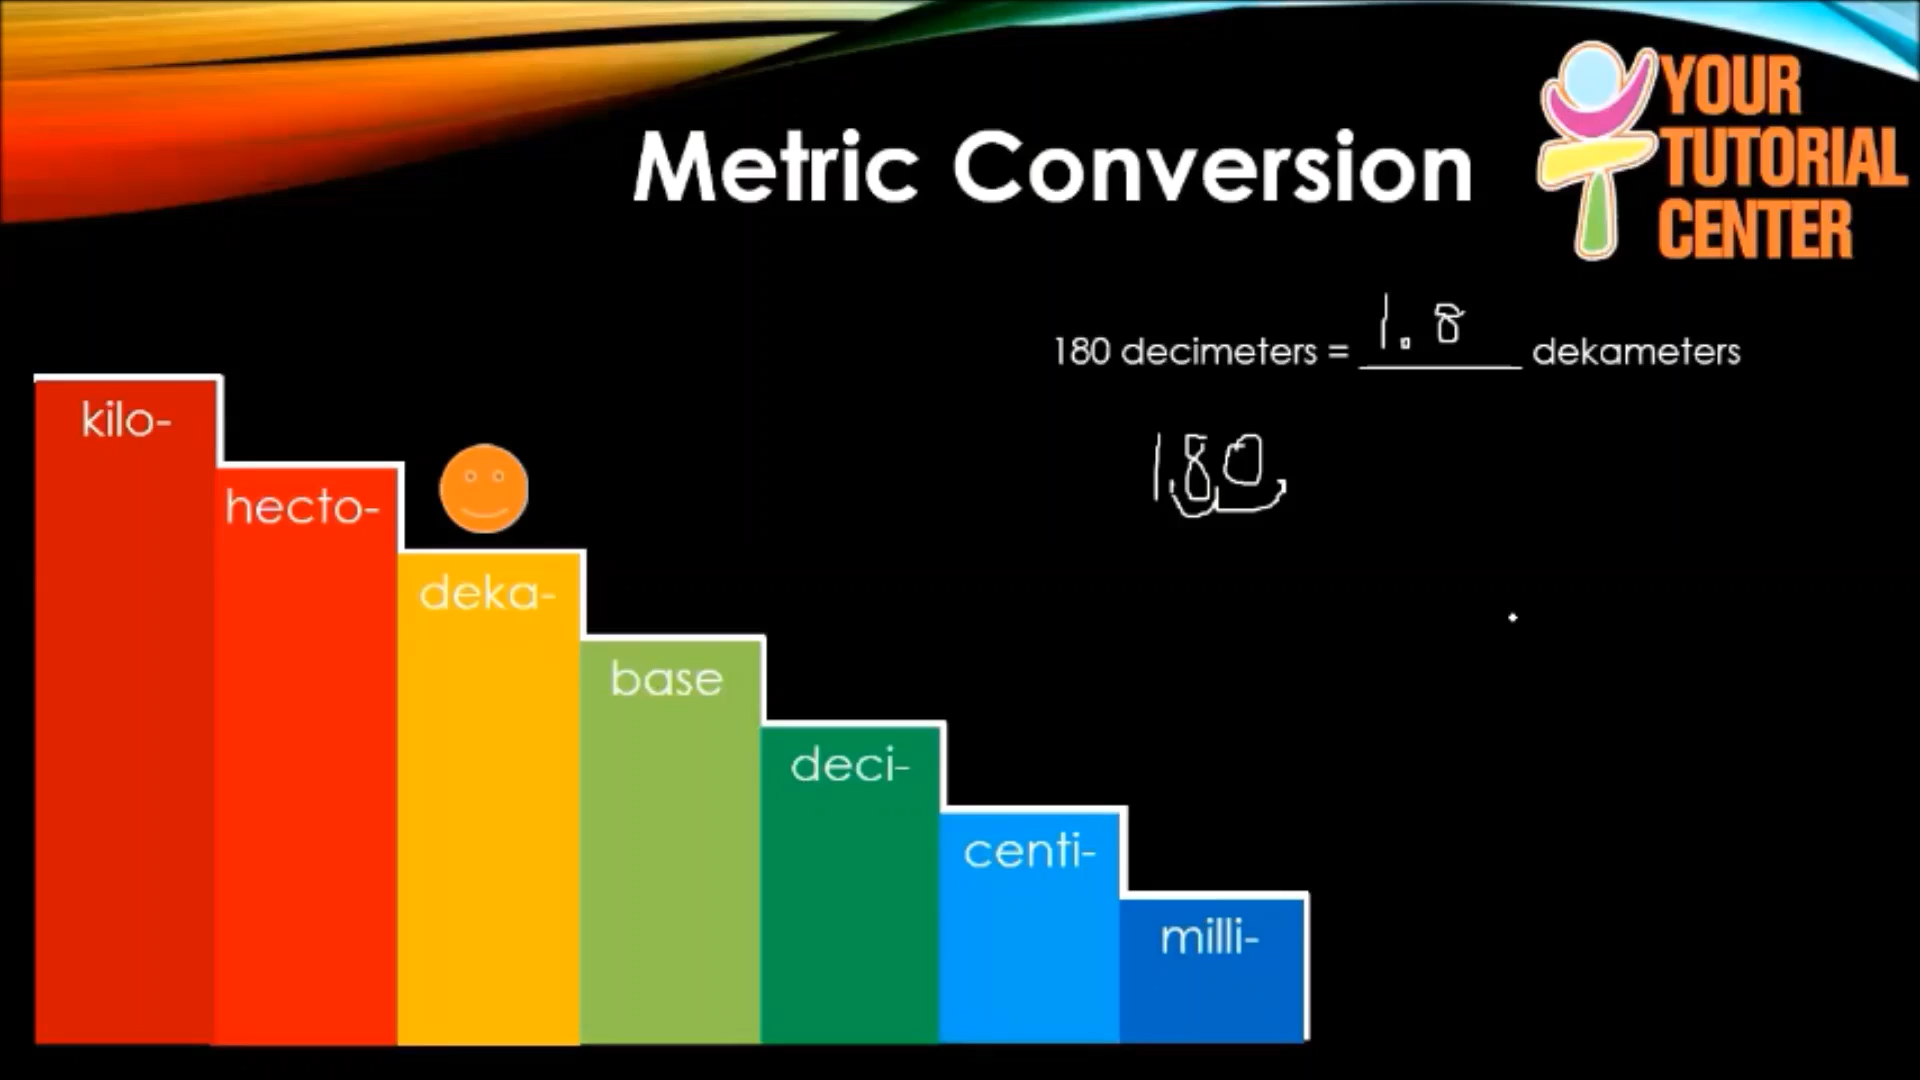 YOUR
TUTORIAL
CENTER
Metric Conversion
180 decimeters = 1.8 dekameters
180.
kilo-
hecto-
deka-
base
deci-
centi-
milli-